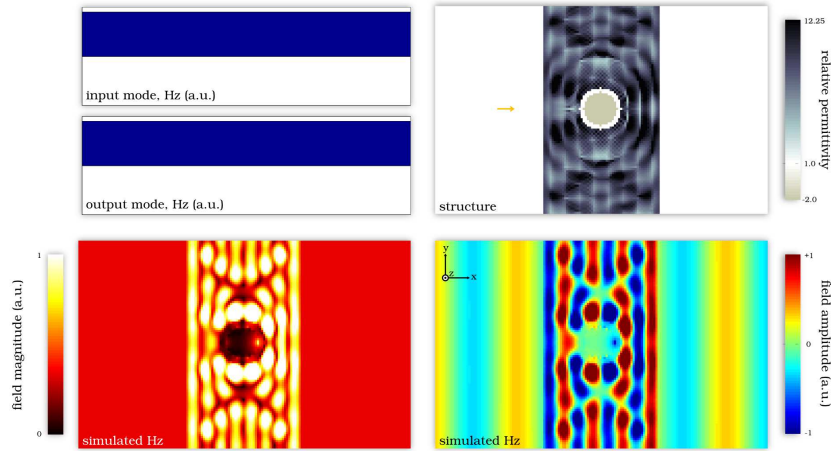 input mode, Hz (a.u.)
output mode, Hz (a.u.)
structure
12.25
1.0
-2.0
relative permittivity
field magnitude (a.u.)
1
0
simulated Hz
y
z
x
simulated Hz
+1
0
-1
field amplitude (a.u.)